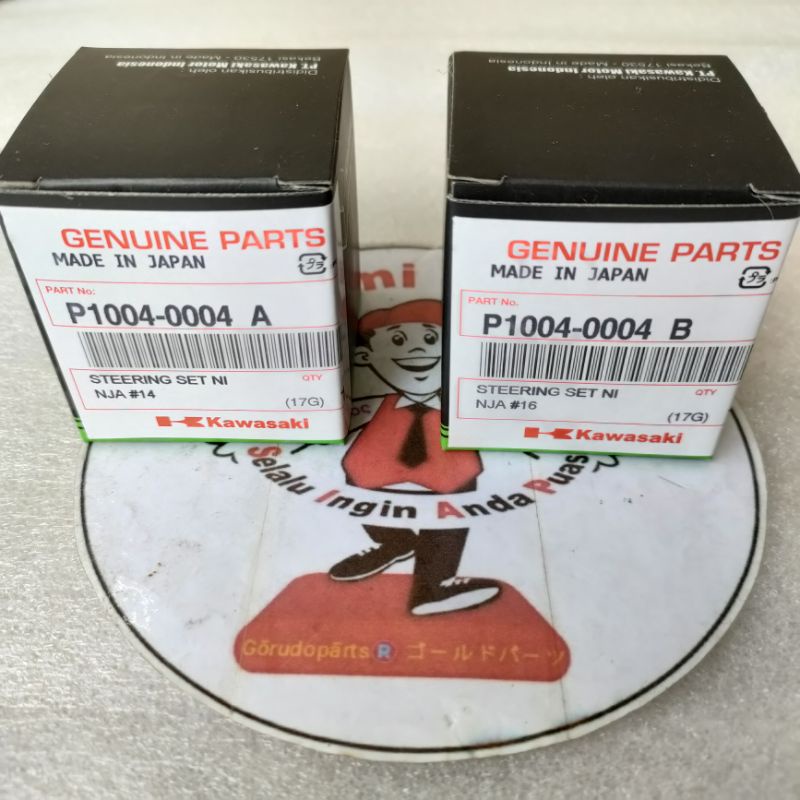 Didistribusikan oleh :
PT. Kawasaki Motor Indonesia
Bekasi 17530 - Made in Indonesia
GENUINE PARTS
MADE IN JAPAN
PART No:
P1004-0004 A
STEERING SET NI
QTY
NJA #14
(17G)
Kawasaki
Didistribusikan oleh :
PT. Kawasaki Motor Indonesia
Bekasi 17530 - Made in Indonesia
GENUINE PARTS
MADE IN JAPAN
PART No.
P1004-0004 B
STEERING SET NI
QTY
NJA #16
(17G)
Kawasaki
Selalu Ingin Anda Puas
Görudopärts R ゴールドパーツ